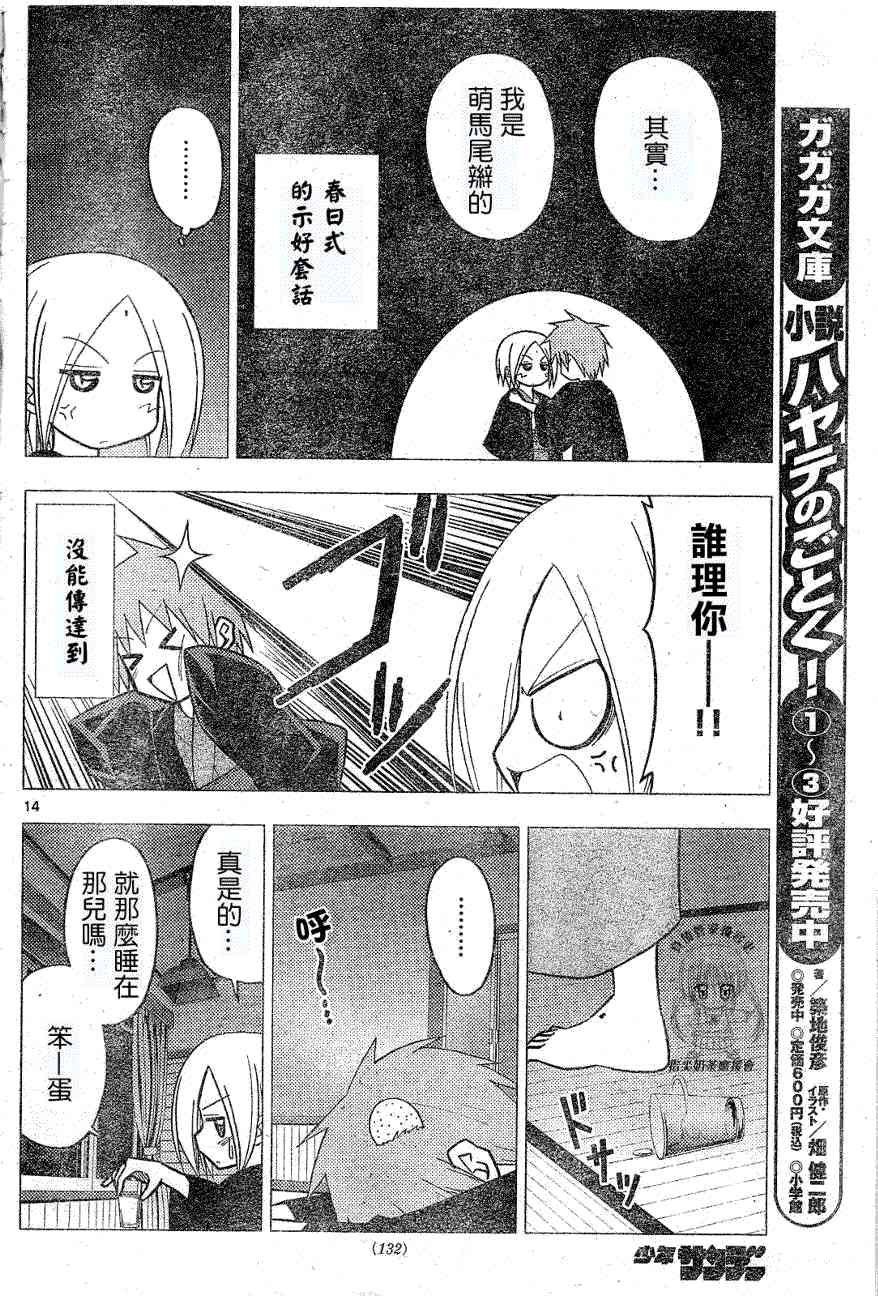 其實…
我是
萌馬尾辮的
春日式
的示好套話
………
誰理你——!!
沒能傳達到
ドサッ
………
呼～～…
真是的…
就那麼睡在
那兒嗎…
笨—蛋
14
(132)
少年サンデー
ガガガ文庫
小説ハヤテのごとく!①～③好評発売中
著／築地俊彦
原作・イラスト／畑健二郎
◎発売中◎定価600円(税込)◎小学館